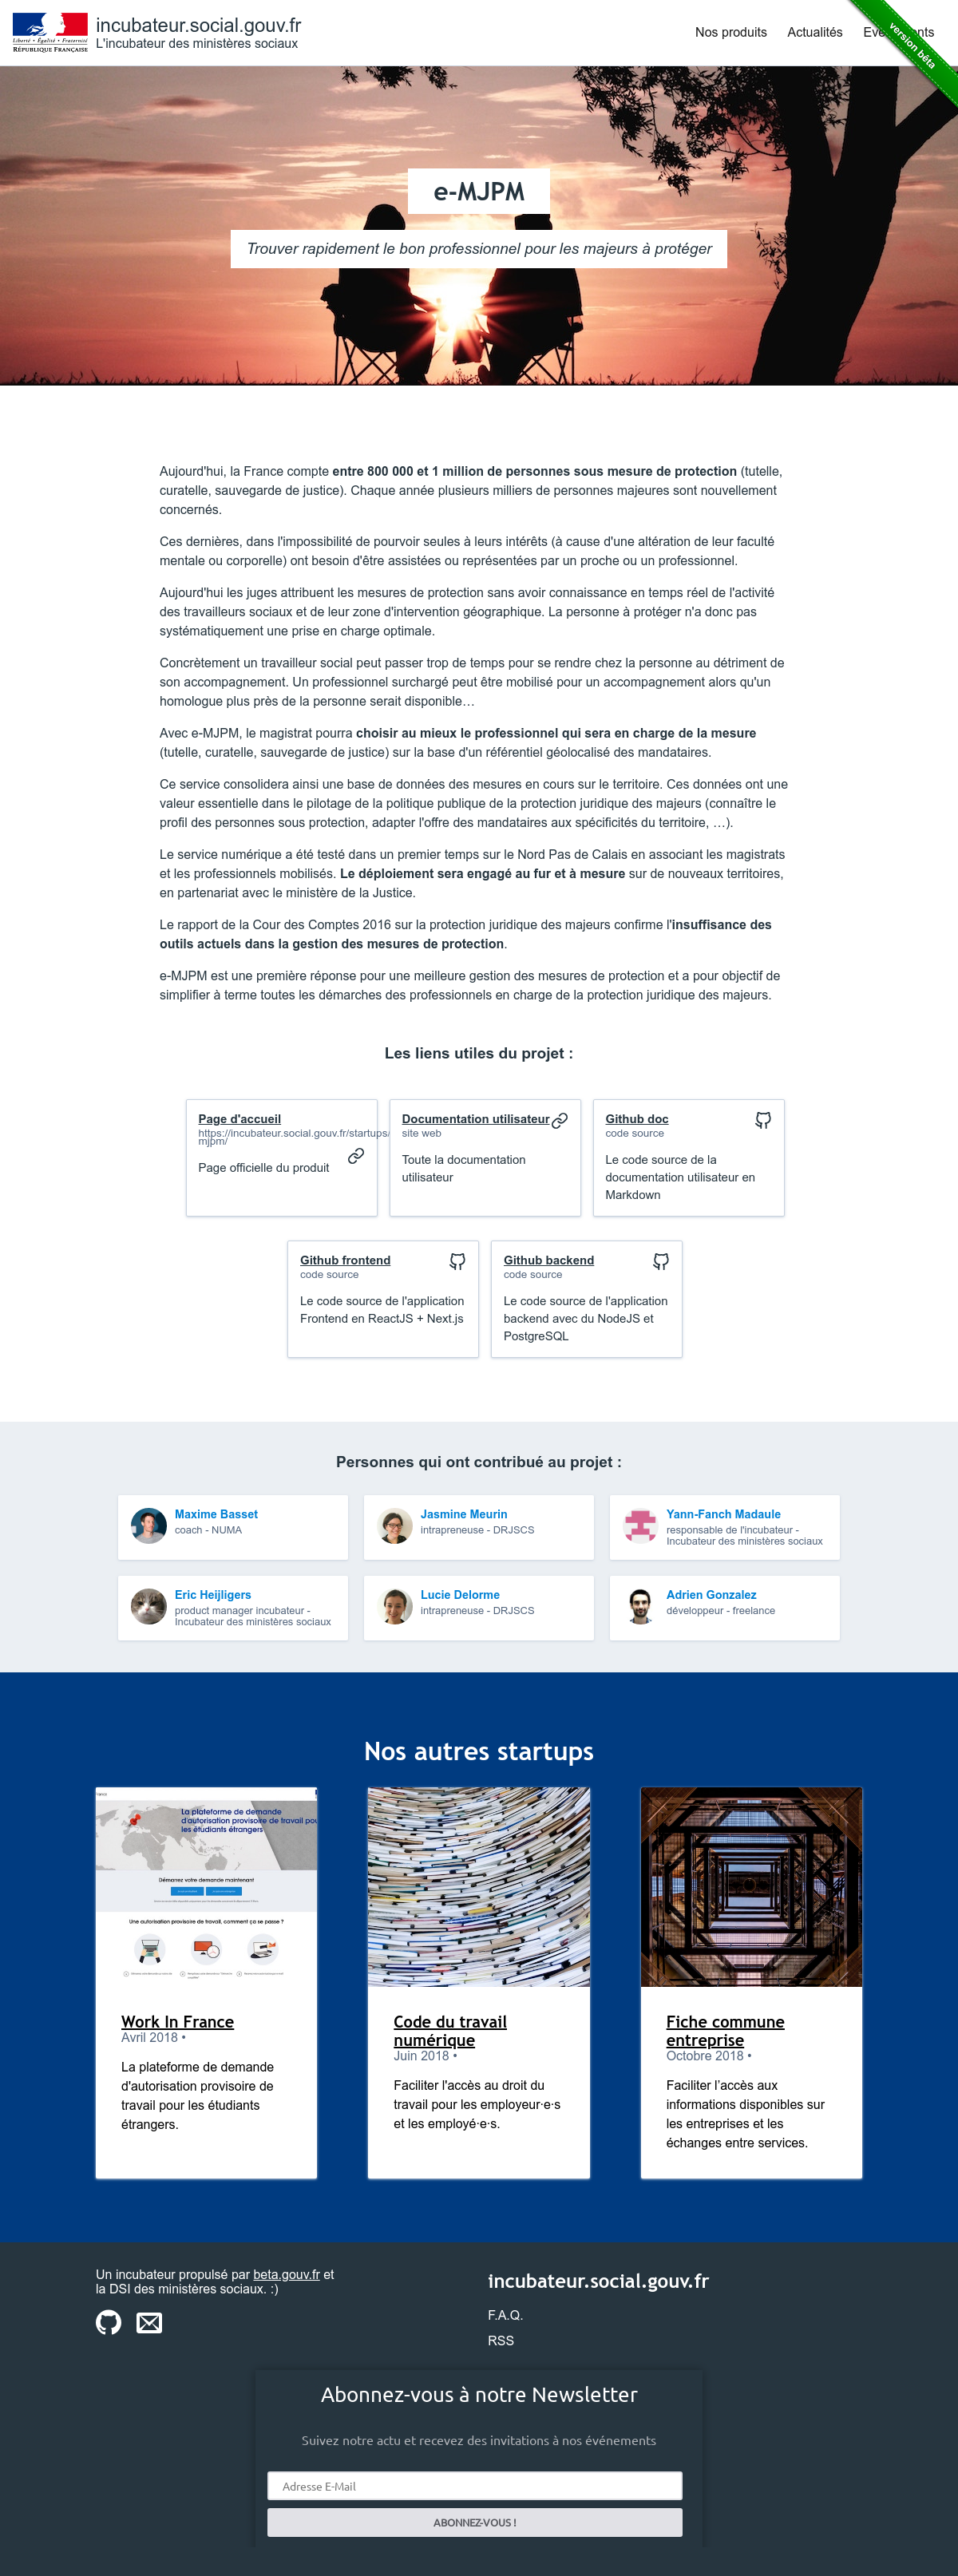 incubateur.social.gouv.fr
L'incubateur des ministères sociaux
Liberté • Égalité • Fraternité
RÉPUBLIQUE FRANÇAISE
Nos produits
Actualités
version bêta
e-MJPM
Trouver rapidement le bon professionnel pour les majeurs à protéger
Aujourd'hui, la France compte entre 800 000 et 1 million de personnes sous mesure de protection (tutelle,
curatelle, sauvegarde de justice). Chaque année plusieurs milliers de personnes majeures sont nouvellement
concernés.
Ces dernières, dans l'impossibilité de pourvoir seules à leurs intérêts (à cause d'une altération de leur faculté
mentale ou corporelle) ont besoin d'être assistées ou représentées par un proche ou un professionnel.
Aujourd'hui les juges attribuent les mesures de protection sans avoir connaissance en temps réel de l'activité
des travailleurs sociaux et de leur zone d'intervention géographique. La personne à protéger n'a donc pas
systématiquement une prise en charge optimale.
Concrètement un travailleur social peut passer trop de temps pour se rendre chez la personne au détriment de
son accompagnement. Un professionnel surchargé peut être mobilisé pour un accompagnement alors qu'un
homologue plus près de la personne serait disponible…
Avec e-MJPM, le magistrat pourra choisir au mieux le professionnel qui sera en charge de la mesure
(tutelle, curatelle, sauvegarde de justice) sur la base d'un référentiel géolocalisé des mandataires.
Ce service consolidera ainsi une base de données des mesures en cours sur le territoire. Ces données ont une
valeur essentielle dans le pilotage de la politique publique de la protection juridique des majeurs (connaître le
profil des personnes sous protection, adapter l'offre des mandataires aux spécificités du territoire, …).
Le service numérique a été testé dans un premier temps sur le Nord Pas de Calais en associant les magistrats
et les professionnels mobilisés. Le déploiement sera engagé au fur et à mesure sur de nouveaux territoires,
en partenariat avec le ministère de la Justice.
Le rapport de la Cour des Comptes 2016 sur la protection juridique des majeurs confirme l'insuffisance des
outils actuels dans la gestion des mesures de protection.
e-MJPM est une première réponse pour une meilleure gestion des mesures de protection et a pour objectif de
simplifier à terme toutes les démarches des professionnels en charge de la protection juridique des majeurs.
Les liens utiles du projet :
Page d'accueil
https://incubateur.social.gouv.fr/startups/
mjpm/
Page officielle du produit
Documentation utilisateur
site web
Toute la documentation
utilisateur
Github doc
code source
Le code source de la
documentation utilisateur en
Markdown
Github frontend
code source
Le code source de l'application
Frontend en ReactJS + Next.js
Github backend
code source
Le code source de l'application
backend avec du NodeJS et
PostgreSQL
Personnes qui ont contribué au projet :
Maxime Basset
coach - NUMA
Jasmine Meurin
intrapreneuse - DRJSCS
Yann-Fanch Madaule
responsable de l'incubateur -
Incubateur des ministères sociaux
Eric Heijligers
product manager incubateur -
Incubateur des ministères sociaux
Lucie Delorme
intrapreneuse - DRJSCS
Adrien Gonzalez
développeur - freelance
Nos autres startups
La plateforme de demande
d'autorisation provisoire de travail pou
les étudiants étrangers
Démarrez votre demande maintenant
Une autorisation provisoire de travail, comment ça se passe ?
Work In France
Avril 2018 •
La plateforme de demande
d'autorisation provisoire de
travail pour les étudiants
étrangers.
Code du travail
numérique
Juin 2018 •
Faciliter l'accès au droit du
travail pour les employeur·e·s
et les employé·e·s.
Fiche commune
entreprise
Octobre 2018 •
Faciliter l’accès aux
informations disponibles sur
les entreprises et les
échanges entre services.
Un incubateur propulsé par beta.gouv.fr et
la DSI des ministères sociaux. :)
incubateur.social.gouv.fr
F.A.Q.
RSS
Abonnez-vous à notre Newsletter
Suivez notre actu et recevez des invitations à nos événements
Adresse E-Mail
ABONNEZ-VOUS !